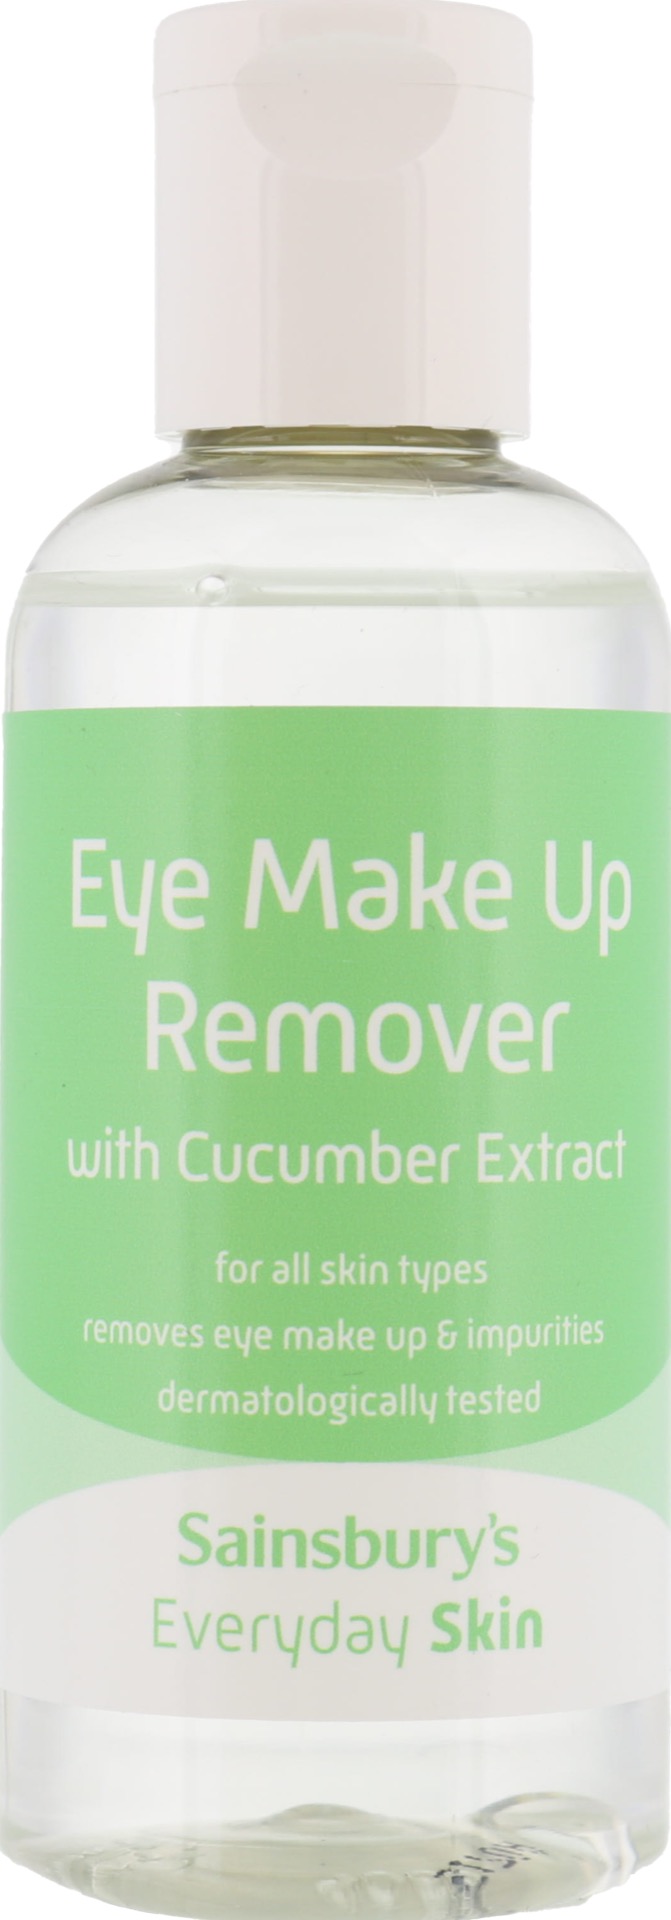 Eye Make Up
Remover
with Cucumber Extract
for all skin types
removes eye make up & impurities
dermatologically tested
Sainsbury's
Everyday Skin